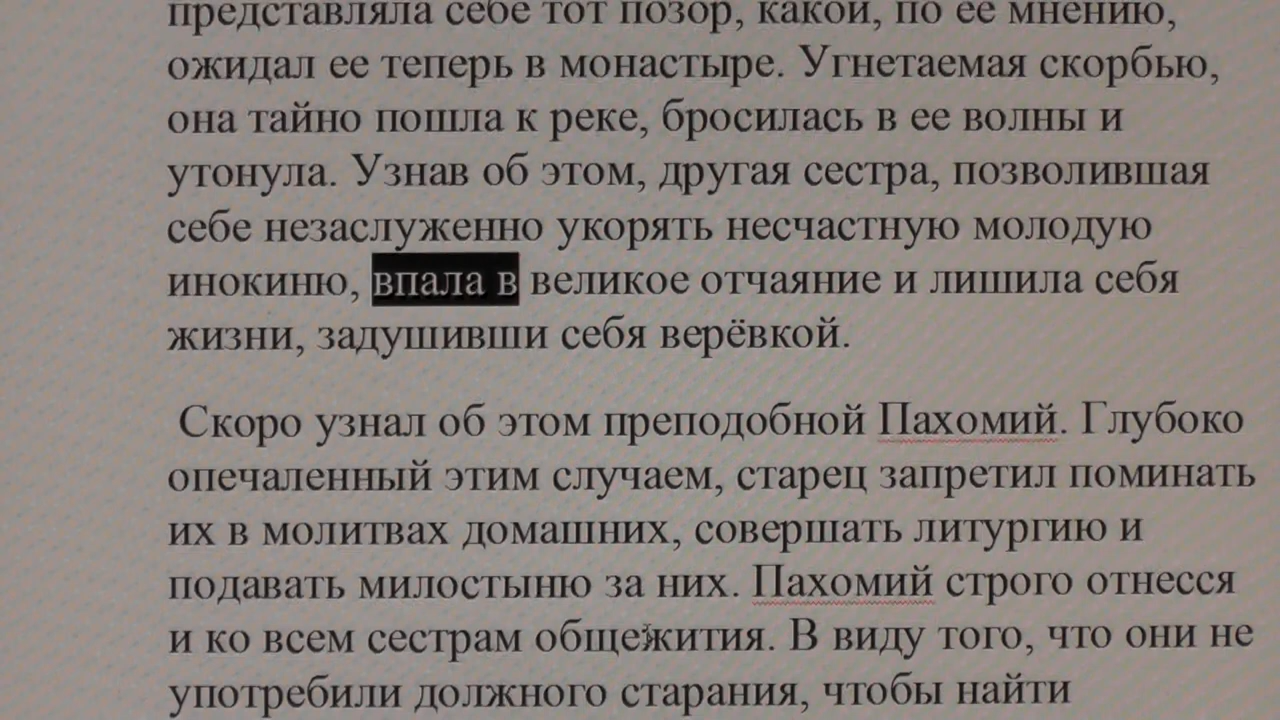 представляла себе тот позор, какой, по ее мнению,
ожидал ее теперь в монастыре. Угнетаемая скорбью,
она тайно пошла к реке, бросилась в ее волны и
утонула. Узнав об этом, другая сестра, позволившая
себе незаслуженно укорять несчастную молодую
инокиню, впала в великое отчаяние и лишила себя
жизни, задушивши себя верёвкой.
Скоро узнал об этом преподобной Пахомий. Глубоко
опечаленный этим случаем, старец запретил поминать
их в молитвах домашних, совершать литургию и
подавать милостыню за них. Пахомий строго отнесся
и ко всем сестрам общежития. В виду того, что они не
употребили должного старания, чтобы найти